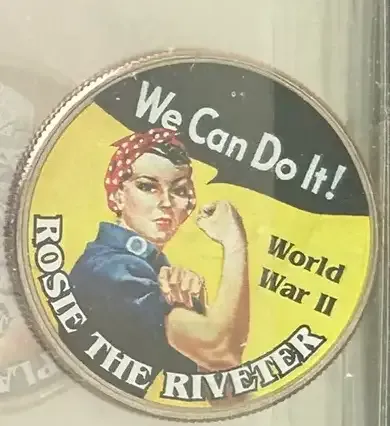 We Can Do It!
World
War II
ROSIE THE RIVETER